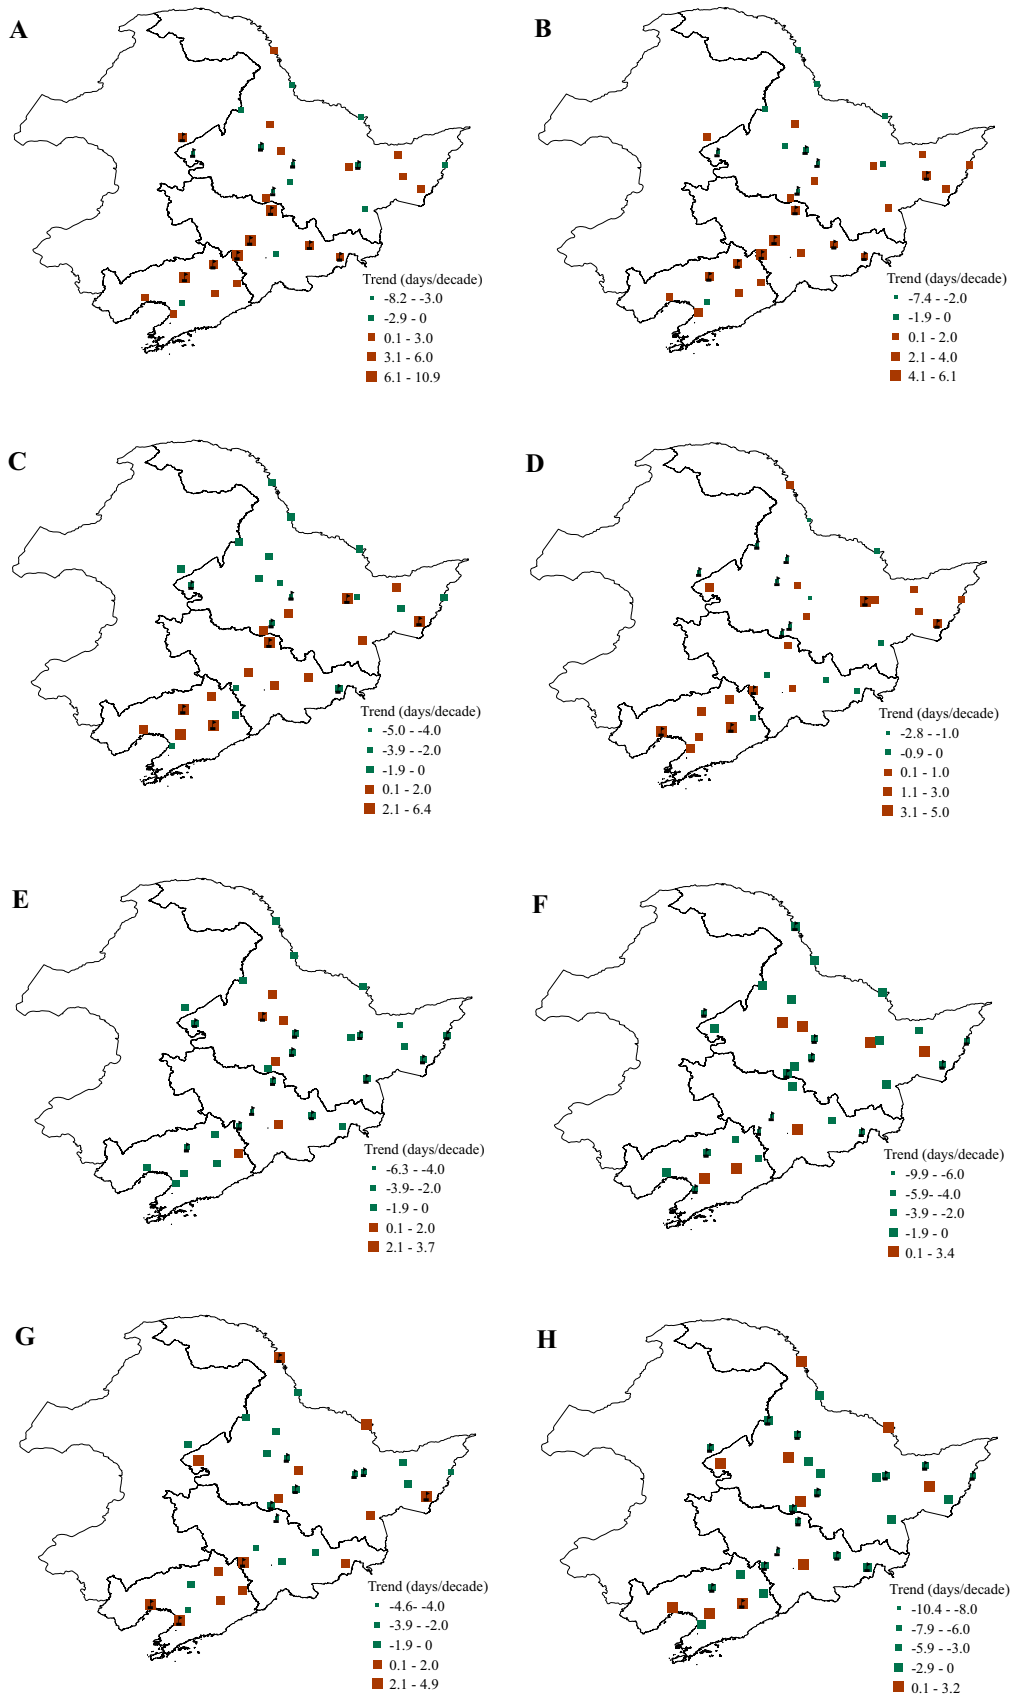 A
B
Trend (days/decade)
-8.2 - -3.0
-2.9 - 0
0.1 - 3.0
3.1 - 6.0
6.1 - 10.9
Trend (days/decade)
-7.4 - -2.0
-1.9 - 0
0.1 - 2.0
2.1 - 4.0
4.1 - 6.1
C
D
Trend (days/decade)
-5.0 - -4.0
-3.9 - -2.0
-1.9 - 0
0.1 - 2.0
2.1 - 6.4
Trend (days/decade)
-2.8 - -1.0
-0.9 - 0
0.1 - 1.0
1.1 - 3.0
3.1 - 5.0
E
F
Trend (days/decade)
-6.3 - -4.0
-3.9 - -2.0
-1.9 - 0
0.1 - 2.0
2.1 - 3.7
Trend (days/decade)
-9.9 - -6.0
-5.9- -4.0
-3.9 - -2.0
-1.9 - 0
0.1 - 3.4
G
H
Trend (days/decade)
-4.6- -4.0
-3.9 - -2.0
-1.9 - 0
0.1 - 2.0
2.1 - 4.9
Trend (days/decade)
-10.4 - -8.0
-7.9 - -6.0
-5.9 - -3.0
-2.9 - 0
0.1 - 3.2